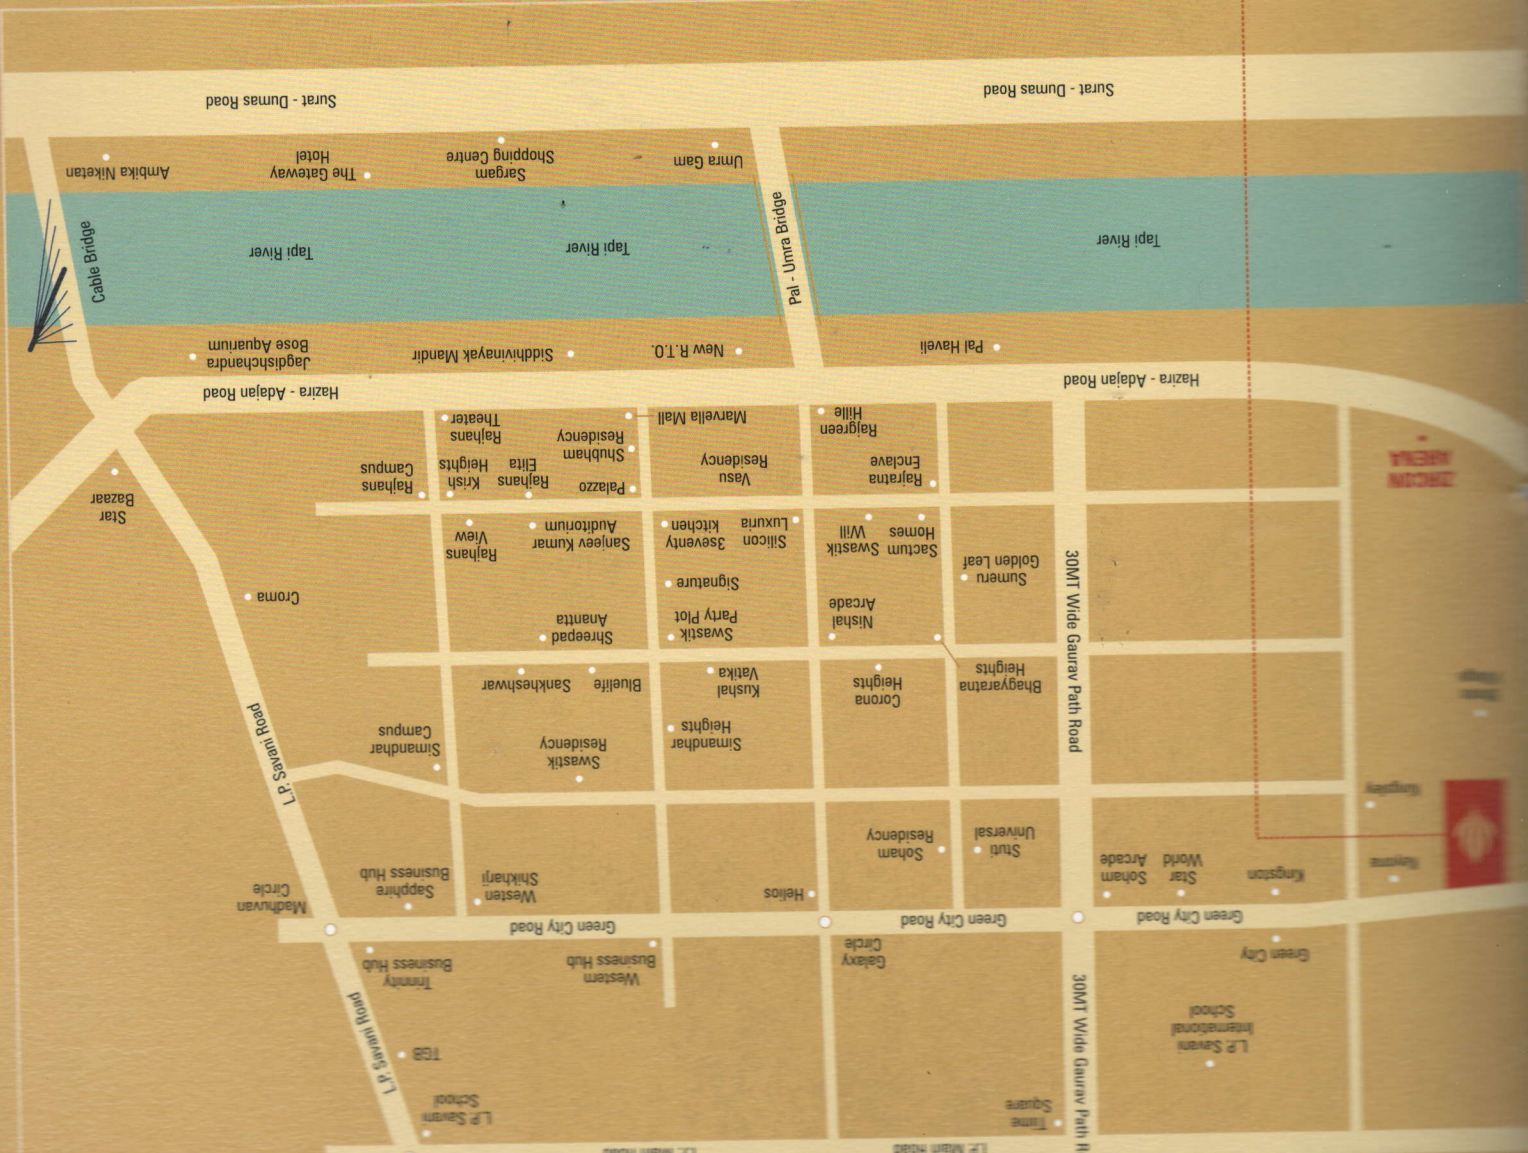 L.P. Savani
School
Time
Square
TGB
L.P. Savani
International
School
L.P. Savani Road
30MT Wide Gaurav Path R
Trinnity
Business Hub
Western
Business Hub
Galaxy
Circle
Green City
Green City Road
Green City Road
Green City Road
Madhuvan
Circle
Sapphire
Business Hub
Westen
Shikharji
Helios
Soham
Arcade
Star
World
Kingston
Soham
Residency
Stuti
Universal
Kingsley
Simandhar
Campus
Swastik
Residency
Simandhar
Heights
L.P. Savani Road
30MT Wide Gaurav Path Road
Sankheshwar
Bluelife
Kushal
Vatika
Corona
Heights
Bhagyaratna
Heights
Shreepad
Anantta
Swastik
Party Plot
Nishal
Arcade
Croma
Signature
Sumeru
Golden Leaf
Rajhans
View
Sanjeev Kumar
Auditorium
3seventy
kitchen
Silicon
Luxuria
Swastik
Will
Sactum
Homes
Star
Bazaar
Rajhans
Campus
Krish
Heights
Rajhans
Elita
Palazzo
Vasu
Residency
Rajratna
Enclave
ZIRCON
ARENA
Rajhans
Theater
Shubham
Residency
Marvella Mall
Rajgreen
Hille
Hazira - Adajan Road
Hazira - Adajan Road
Jagdishchandra
Bose Aquarium
Siddhivinayak Mandir
New R.T.O.
Pal Haveli
Cable Bridge
Tapi River
Tapi River
Pal - Umra Bridge
Tapi River
Ambika Niketan
The Gateway
Hotel
Sargam
Shopping Centre
Umra Gam
Surat - Dumas Road
Surat - Dumas Road